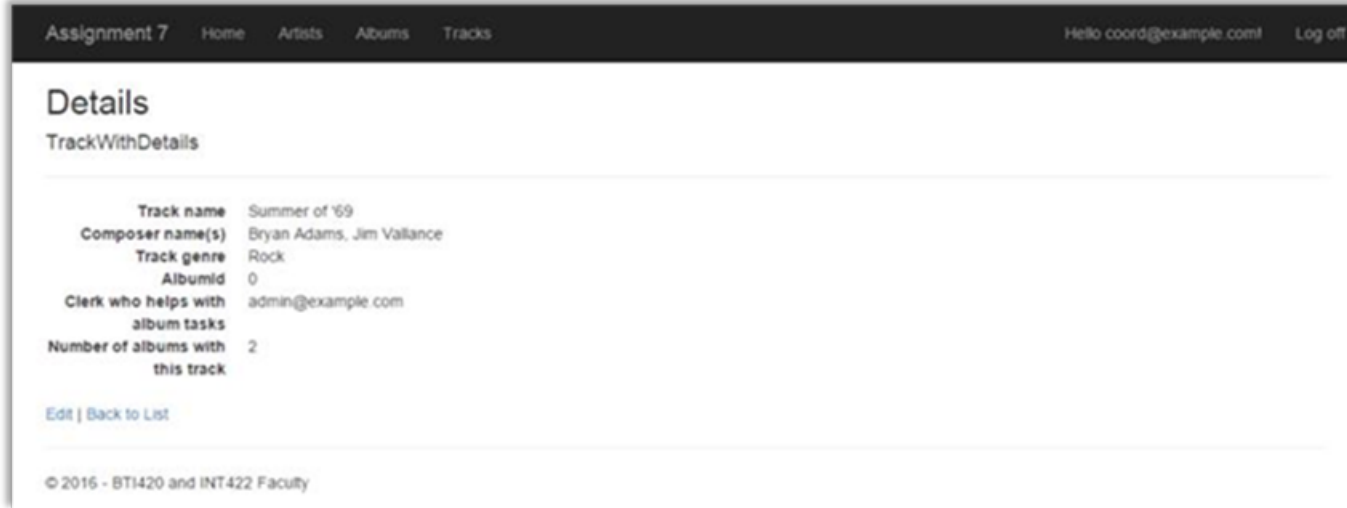 Assignment 7 Home Artists Albums Tracks Hello coord@example.com! Log off
Details
TrackWithDetails
Track name Summer of '69
Composer name(s) Bryan Adams, Jim Vallance
Track genre Rock
AlbumId 0
Clerk who helps with admin@example.com
album tasks
Number of albums with 2
this track
Edit | Back to List
© 2016 - BTI420 and INT422 Faculty